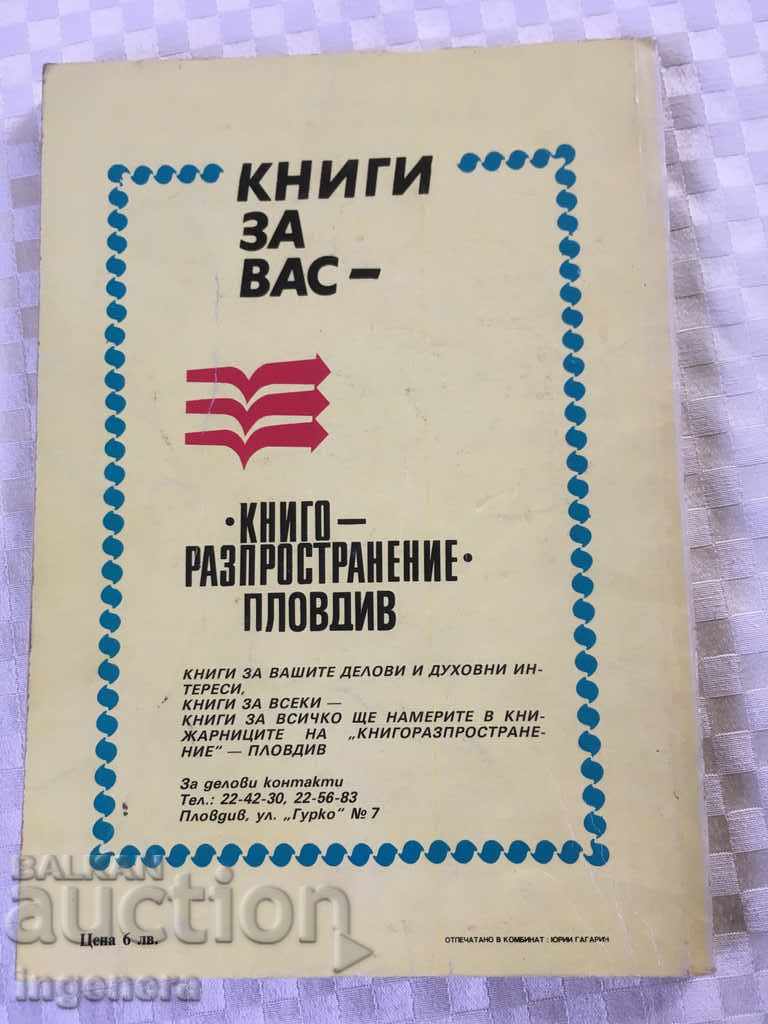 КНИГИ
ЗА
ВАС –
·КНИГО –
РАЗПРОСТРАНЕНИЕ·
ПЛОВДИВ
КНИГИ ЗА ВАШИТЕ ДЕЛОВИ И ДУХОВНИ ИН-
ТЕРЕСИ,
КНИГИ ЗА ВСЕКИ —
КНИГИ ЗА ВСИЧКО ЩЕ НАМЕРИТЕ В КНИ-
ЖАРНИЦИТЕ НА „КНИГОРАЗПРОСТРАНЕ-
НИЕ“ — ПЛОВДИВ
За делови контакти
Тел.: 22-42-30, 22-56-83
Пловдив, ул. „Гурко“ № 7
BALKAN
auction
Цена 6 лв.
ОТПЕЧАТАНО В КОМБИНАТ : ЮРИИ ГАГАРИН
ingenera